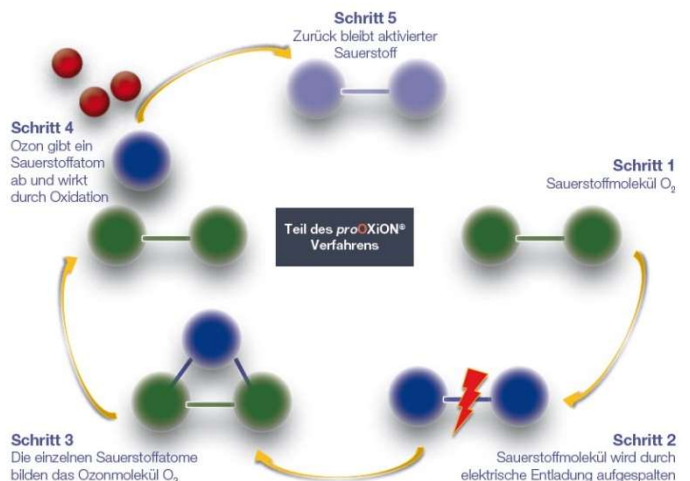 Schritt 5
Zurück bleibt aktivierter
Sauerstoff
Schritt 4
Ozon gibt ein
Sauerstoffatom
ab und wirkt
durch Oxidation
Schritt 1
Sauerstoffmolekül O₂
Teil des proOXiON®
Verfahrens
Schritt 3
Die einzelnen Sauerstoffatome
bilden das Ozonmolekül O₃
Schritt 2
Sauerstoffmolekül wird durch
elektrische Entladung aufgespalten